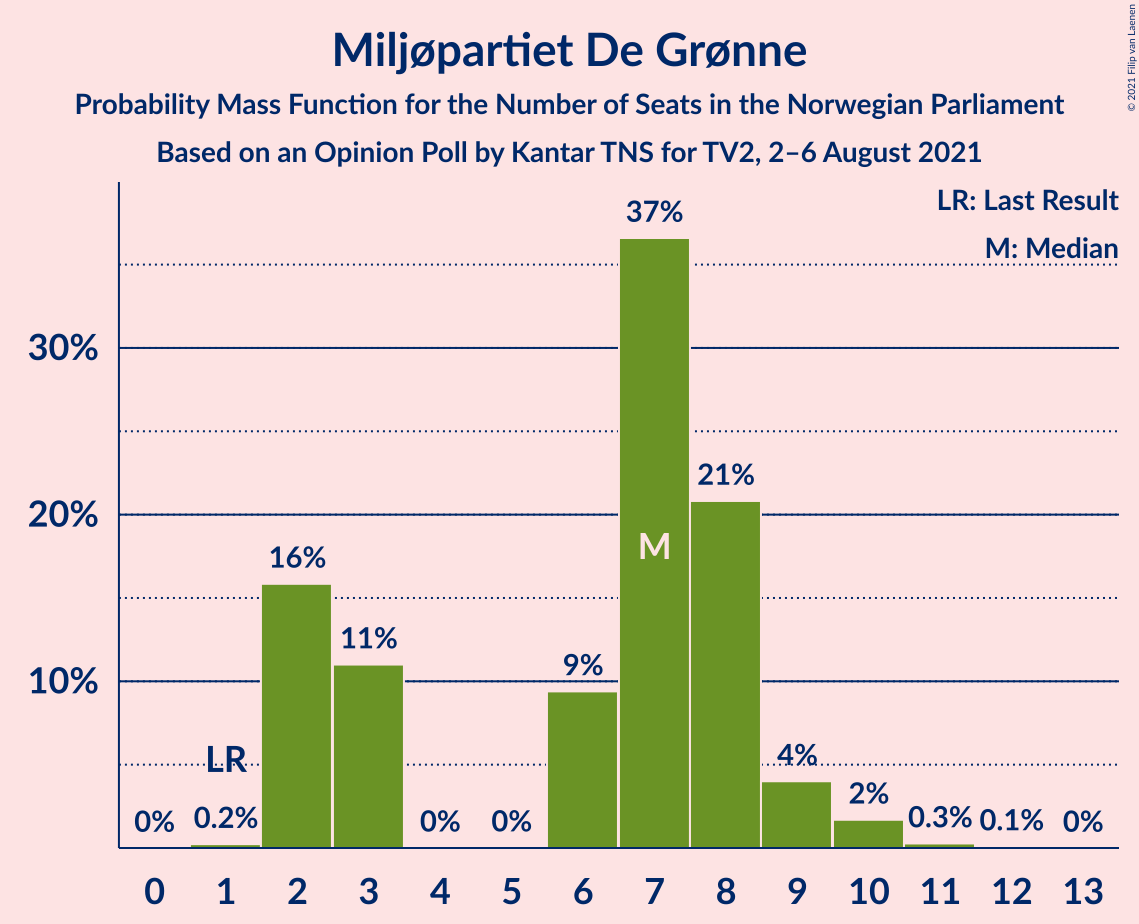 Miljøpartiet De Grønne
Probability Mass Function for the Number of Seats in the Norwegian Parliament
Based on an Opinion Poll by Kantar TNS for TV2, 2–6 August 2021
© 2021 Filip van Laenen
LR: Last Result
M: Median
37%
30%
21%
20%
M
16%
11%
10%
9%
LR
4%
2%
0% 0.2% 0% 0% 0.3% 0.1% 0%
0 1 2 3 4 5 6 7 8 9 10 11 12 13